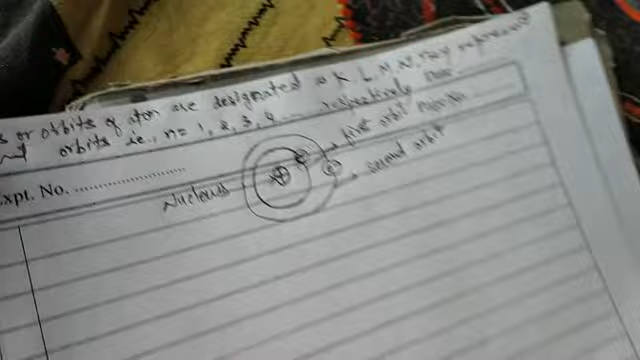 s or orbits of atom are designated as K L, M, N, they represent
orbits i.e., n = 1, 2, 3, 4 .... respectively
first orbit
Expt. No. ...........................
second orbit
Nucleus